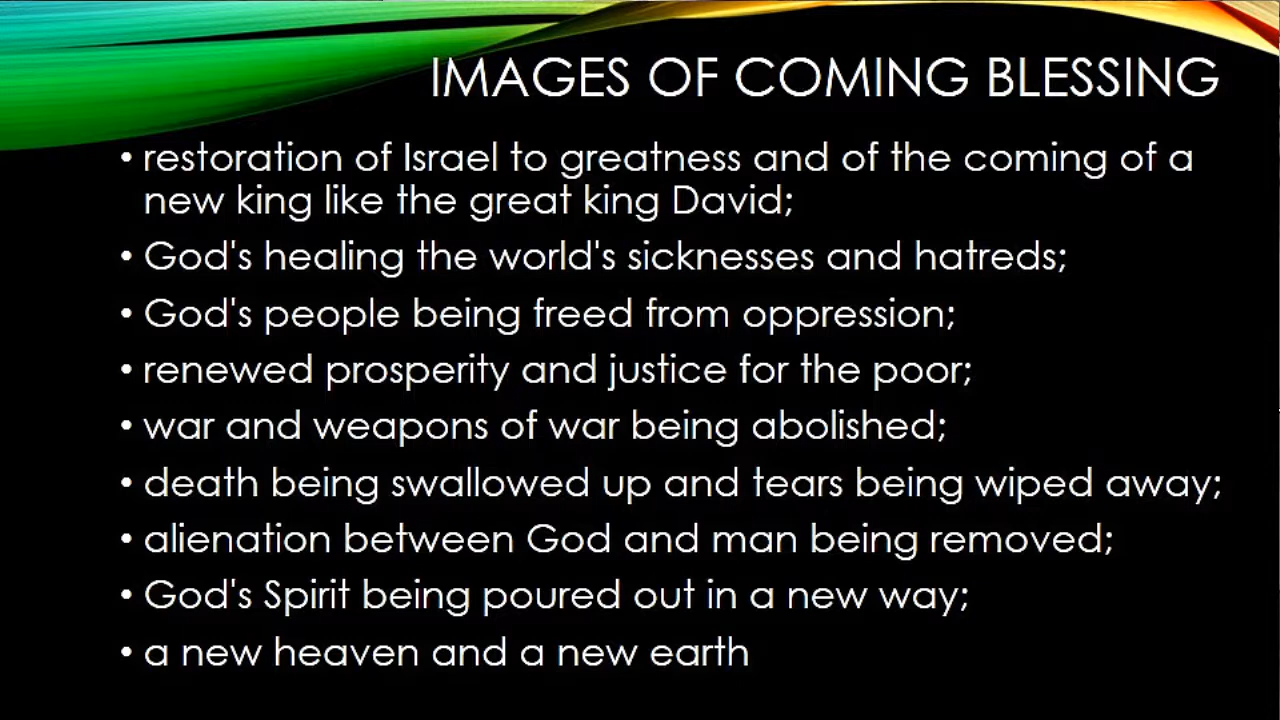 IMAGES OF COMING BLESSING
• restoration of Israel to greatness and of the coming of a
new king like the great king David;
• God's healing the world's sicknesses and hatreds;
• God's people being freed from oppression;
• renewed prosperity and justice for the poor;
• war and weapons of war being abolished;
• death being swallowed up and tears being wiped away;
• alienation between God and man being removed;
• God's Spirit being poured out in a new way;
• a new heaven and a new earth